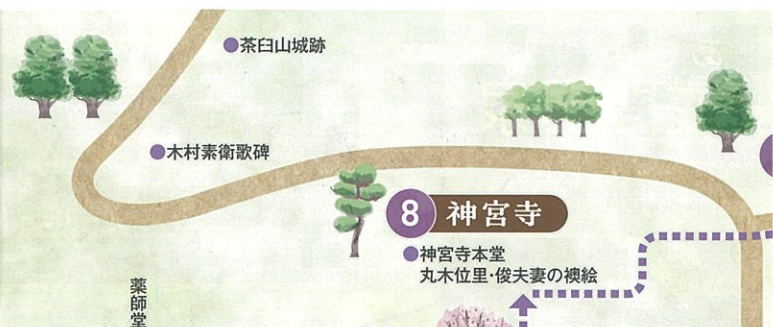 ●茶臼山城跡
●木村素衛歌碑
8 神宮寺
●神宮寺本堂
丸木位里・俊夫妻の襖絵
薬師堂